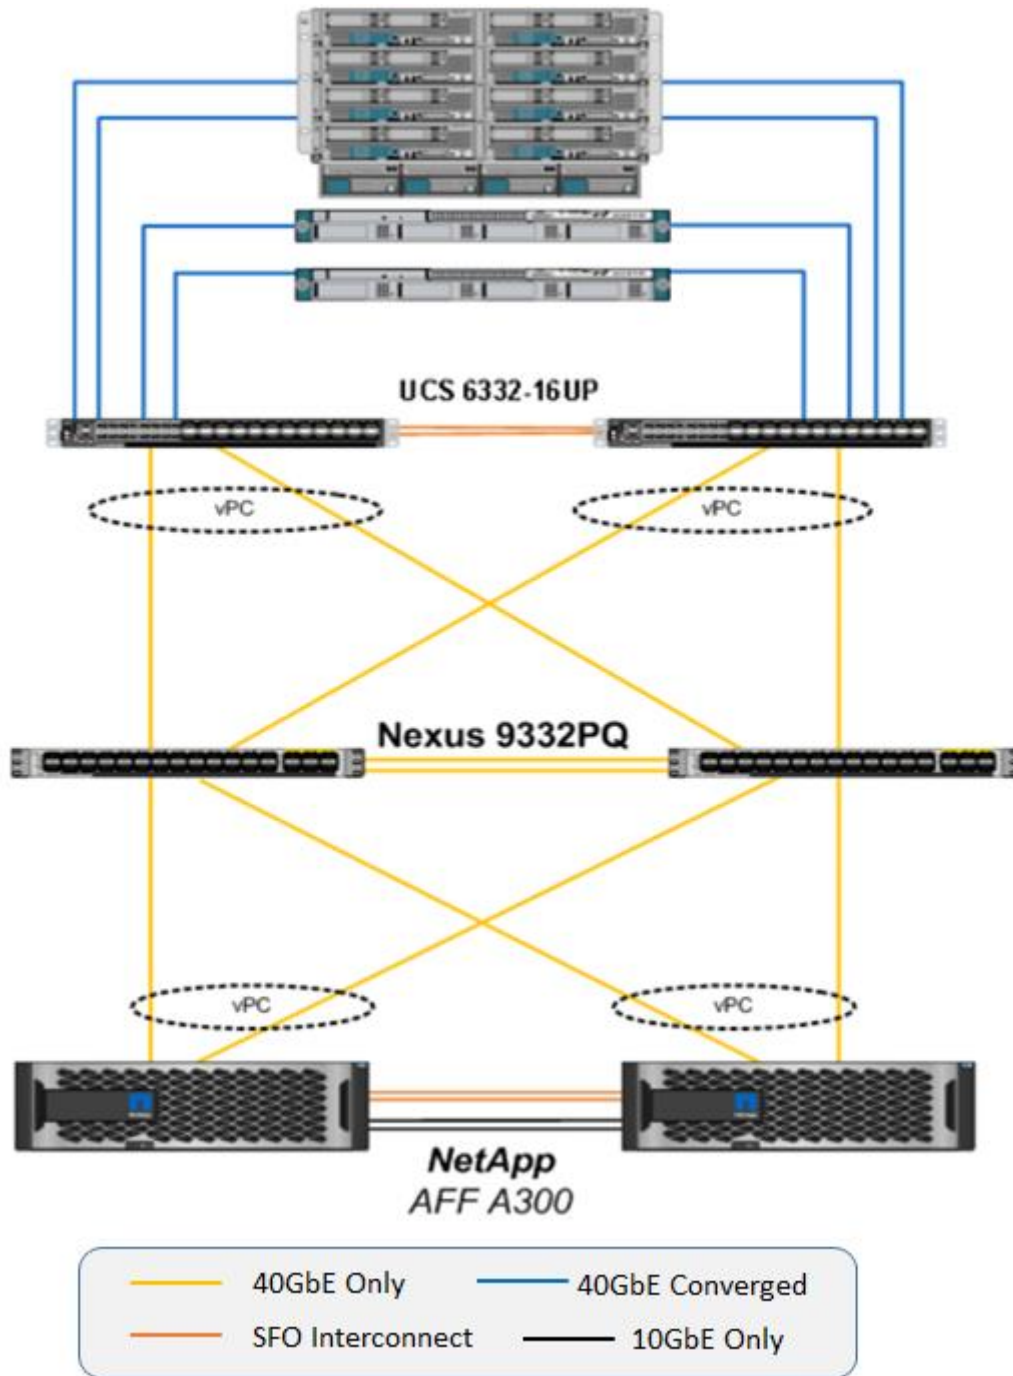 UCS 6332-16UP
vPC
vPC
Nexus 9332PQ
vPC
vPC
NetApp
AFF A300
40GbE Only
40GbE Converged
SFO Interconnect
10GbE Only